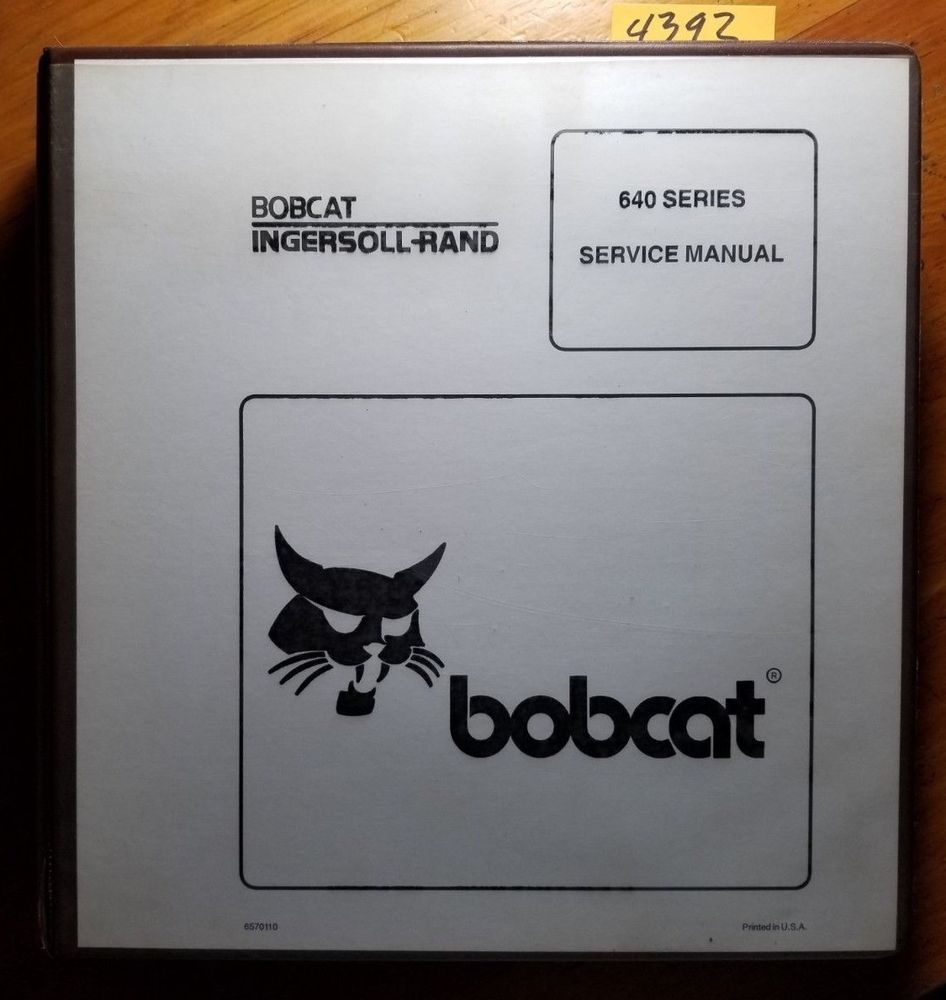 4392
BOBCAT
INGERSOLL-RAND
640 SERIES
SERVICE MANUAL
bobcat ®
6570110
Printed in U.S.A.